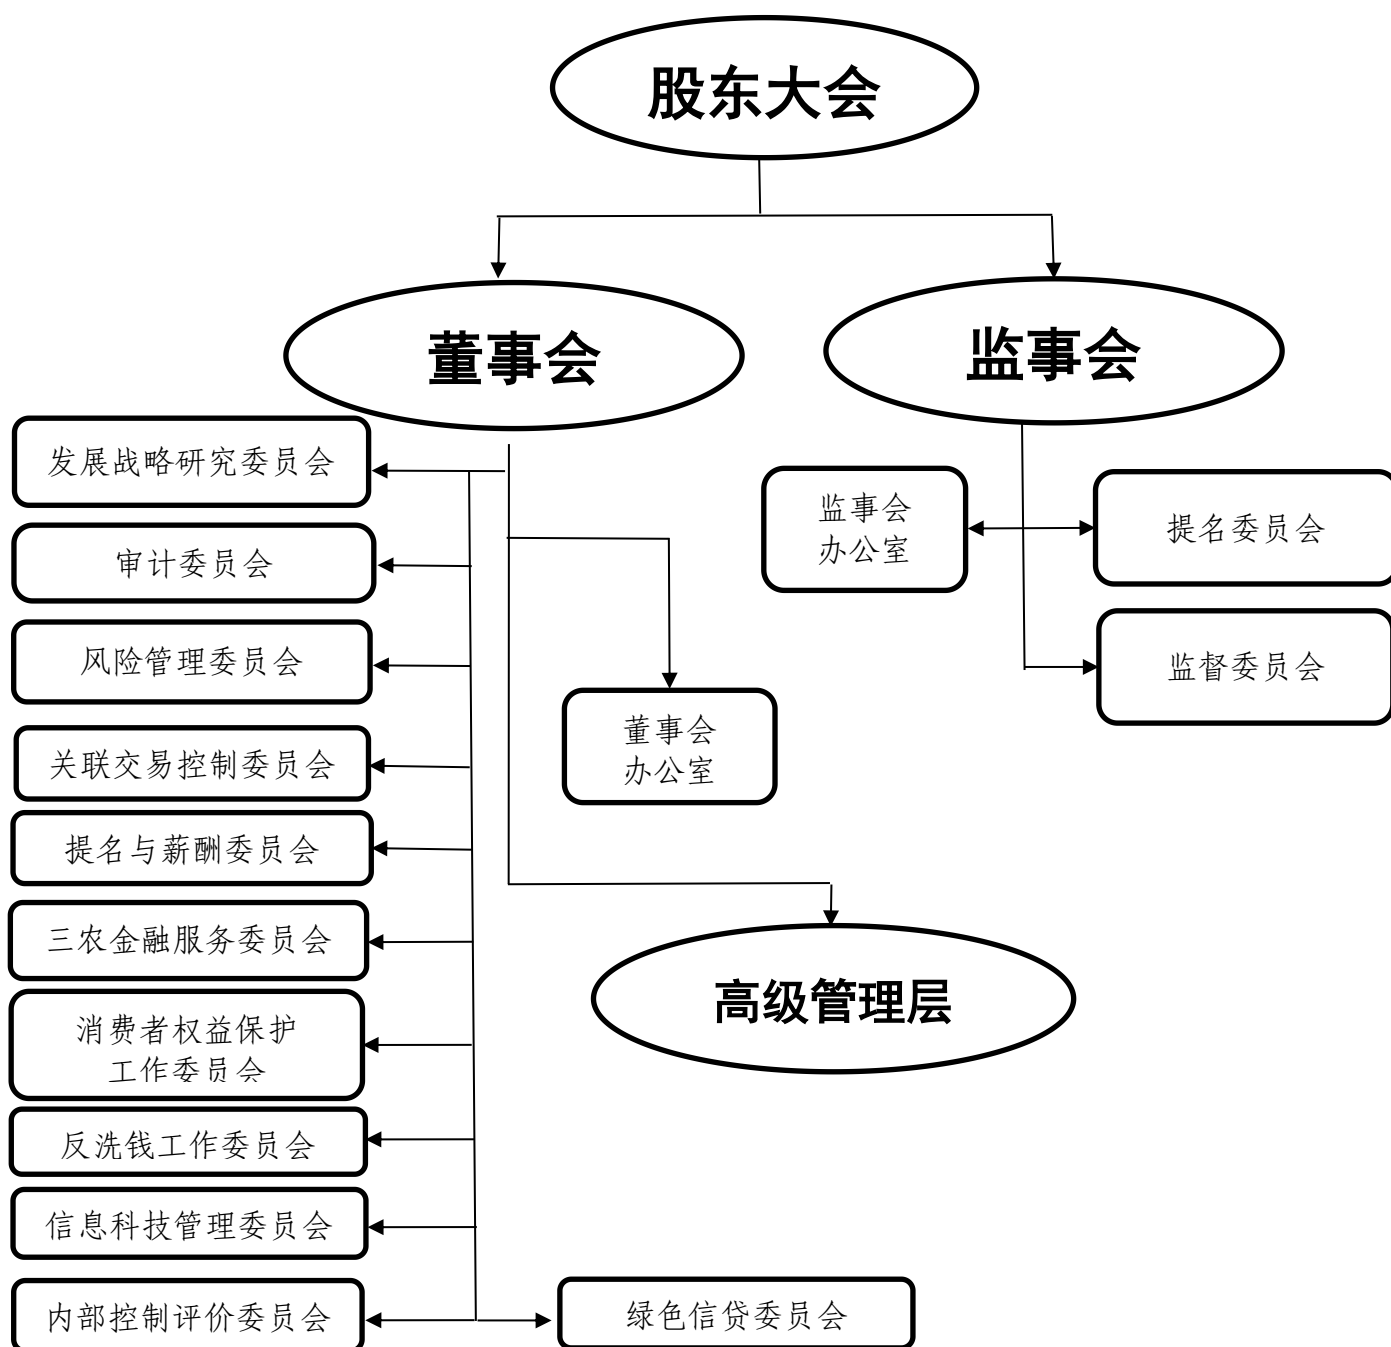 股东大会
董事会
监事会
发展战略研究委员会
审计委员会
风险管理委员会
关联交易控制委员会
提名与薪酬委员会
三农金融服务委员会
消费者权益保护
工作委员会
反洗钱工作委员会
信息科技管理委员会
内部控制评价委员会
绿色信贷委员会
董事会
办公室
高级管理层
监事会
办公室
提名委员会
监督委员会